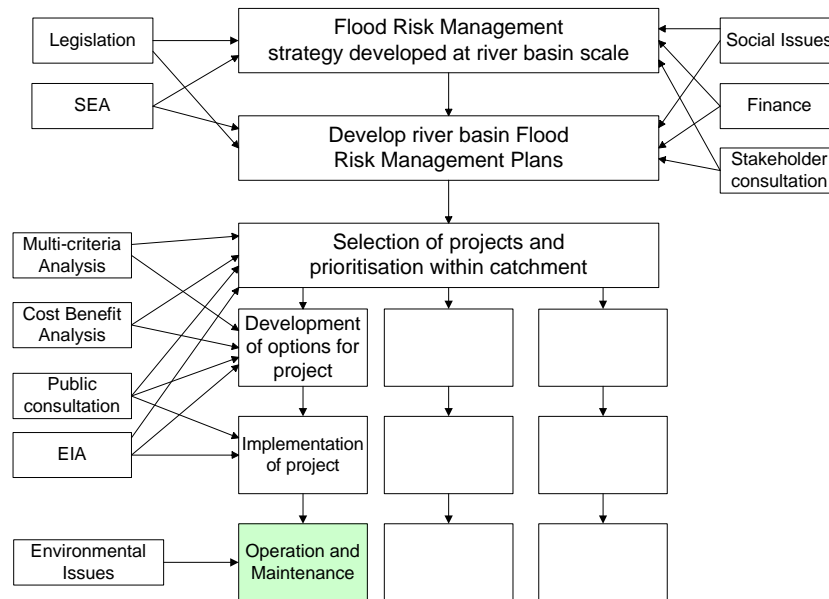 Legislation
SEA
Flood Risk Management
strategy developed at river basin scale
Social Issues
Finance
Stakeholder
consultation
Develop river basin Flood
Risk Management Plans
Multi-criteria
Analysis
Cost Benefit
Analysis
Public
consultation
EIA
Selection of projects and
prioritisation within catchment
Development
of options for
project
Implementation
of project
Environmental
Issues
Operation and
Maintenance